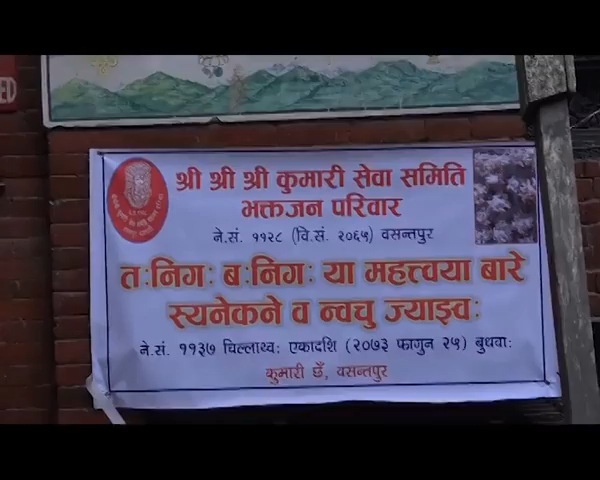 श्री श्री श्री कुमारी सेवा समिति
भक्तजन परिवार
ने.सं. ११२८ (वि.सं. २०६५) वसन्तपुर
तःनिगः बःनिगः या महत्त्वया बारे
स्यनेकने व न्वचु ज्याझ्वः
ने.सं. ११३७ चिल्लाथ्वः एकादशि (२०७३ फागुन २५) बुधवाः
कुमारी छेँ, वसन्तपुर
ED